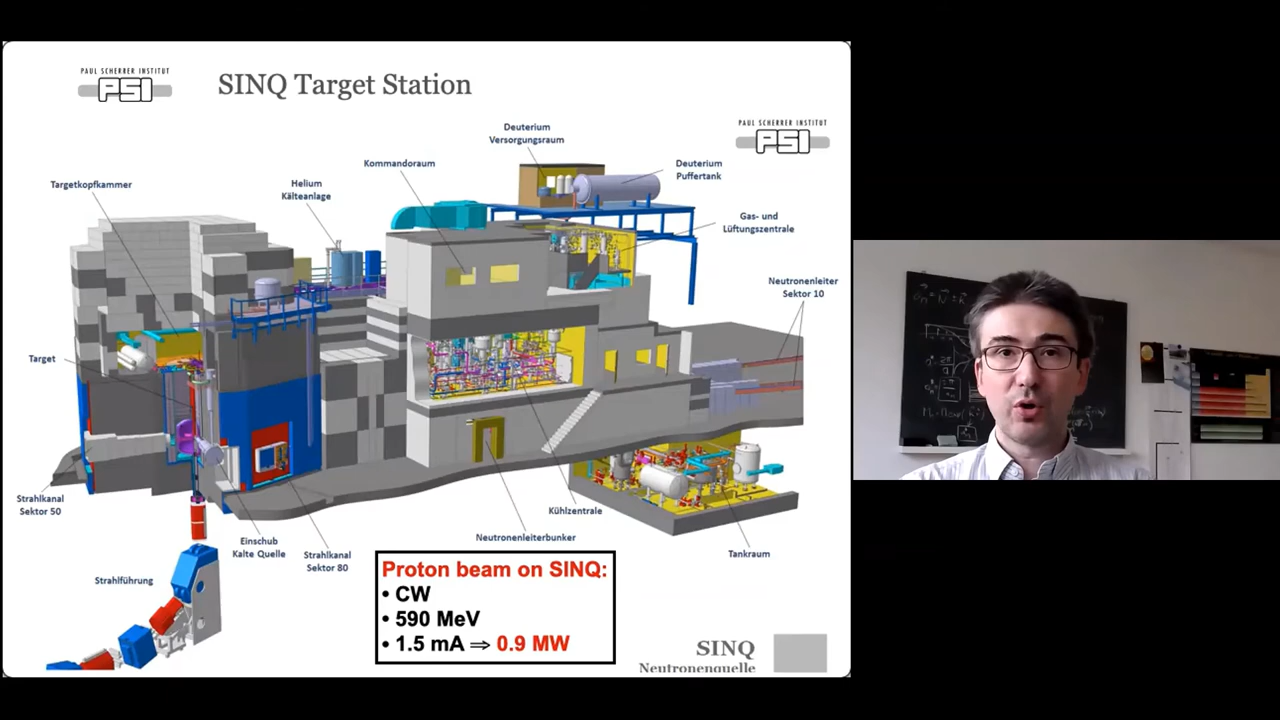 PAUL SCHERRER INSTITUT
PSI
SINQ Target Station
PAUL SCHERRER INSTITUT
PSI
Deuterium
Versorgungsraum
Kommandoraum
Deuterium
Puffertank
Targetkopfkammer
Helium
Kälteanlage
Gas- und
Lüftungszentrale
Neutronenleiter
Sektor 10
Target
Strahlkanal
Sektor 50
Einschub
Kalte Quelle
Strahlkanal
Sektor 80
Neutronenleiterbunker
Kühlzentrale
Tankraum
Strahlführung
Proton beam on SINQ:
• CW
• 590 MeV
• 1.5 mA ⇒ 0.9 MW
SINQ
Neutronenquelle